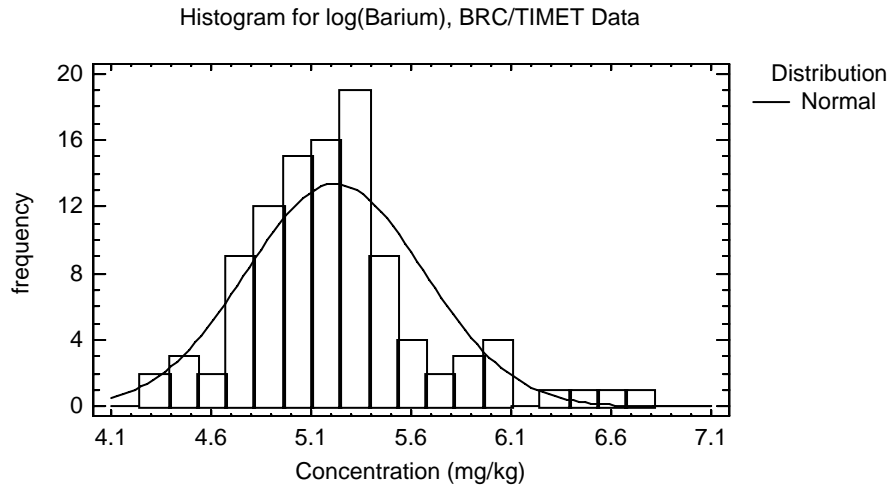 Histogram for log(Barium), BRC/TIMET Data
Distribution
Normal
frequency
20
16
12
8
4
0
4.1 4.6 5.1 5.6 6.1 6.6 7.1
Concentration (mg/kg)